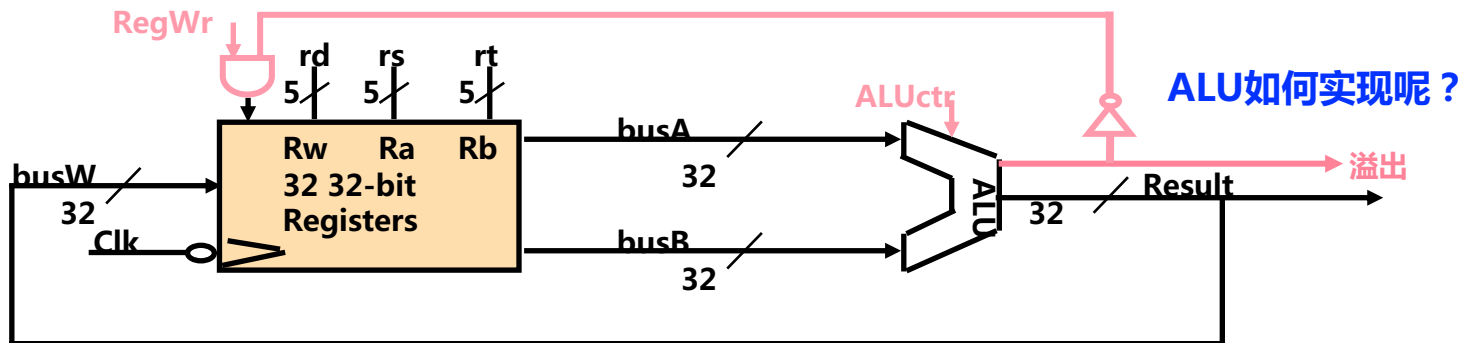 RegWr
rd
rs
rt
5
5
5
ALUctr
ALU如何实现呢？
busA
32
Rw Ra Rb
32 32-bit
Registers
busW
32
Clk
busB
32
ALU
32
Result
溢出